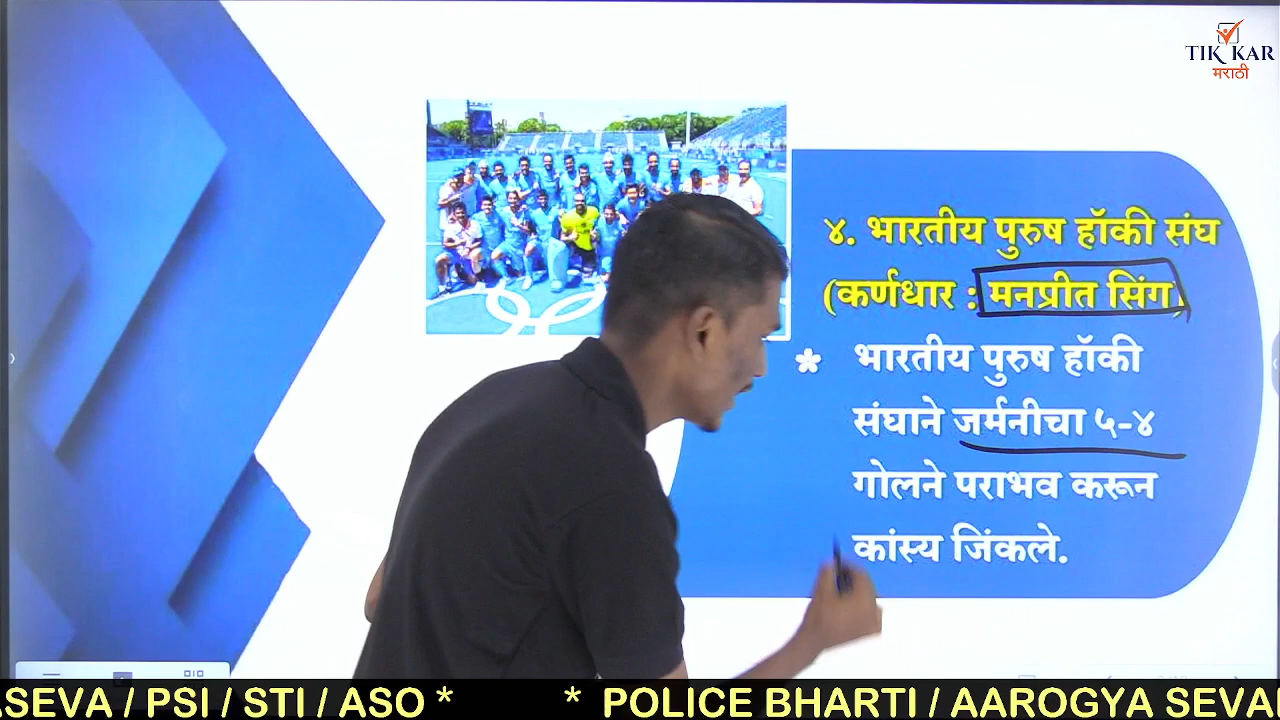 TIK KAR
मराठी
४. भारतीय पुरुष हॉकी संघ
(कर्णधार : मनप्रीत सिंग)
* भारतीय पुरुष हॉकी
संघाने जर्मनीचा ५-४
गोलने पराभव करून
कांस्य जिंकले.
SEVA / PSI / STI / ASO * * POLICE BHARTI / AAROGYA SEVA